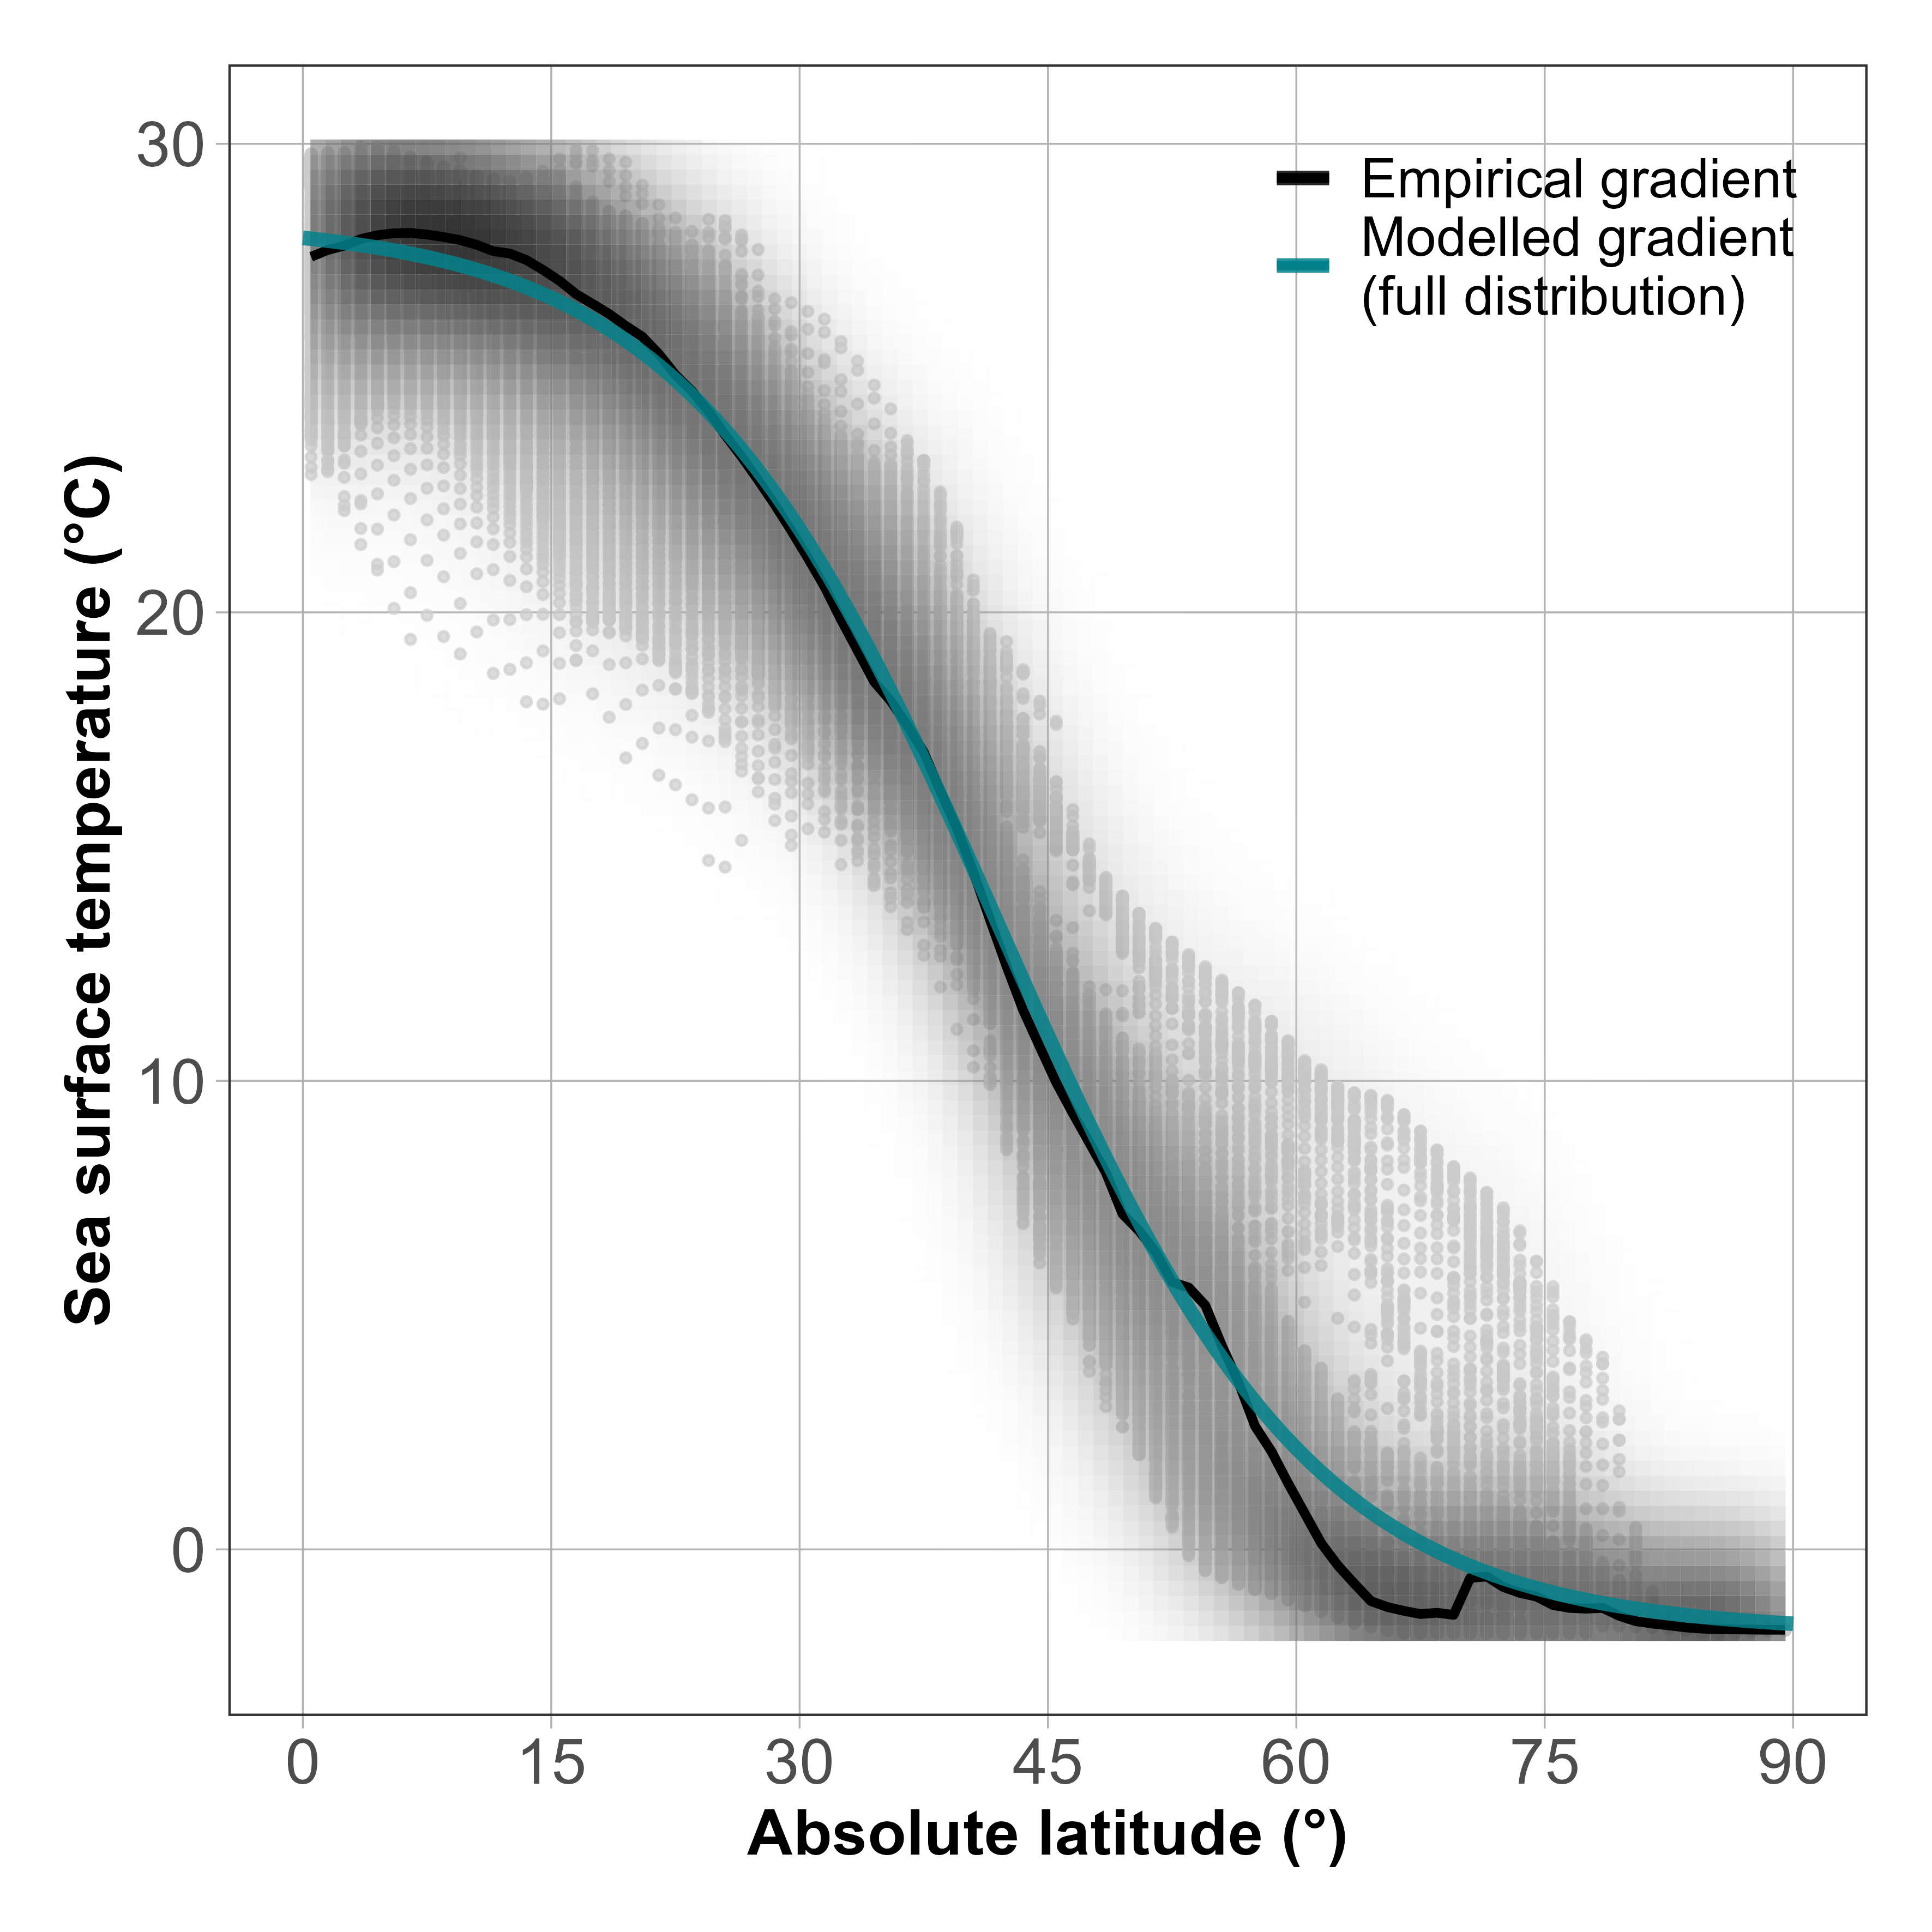 30
20
10
0
Sea surface temperature (°C)
Empirical gradient
Modelled gradient
(full distribution)
0 15 30 45 60 75 90
Absolute latitude (°)